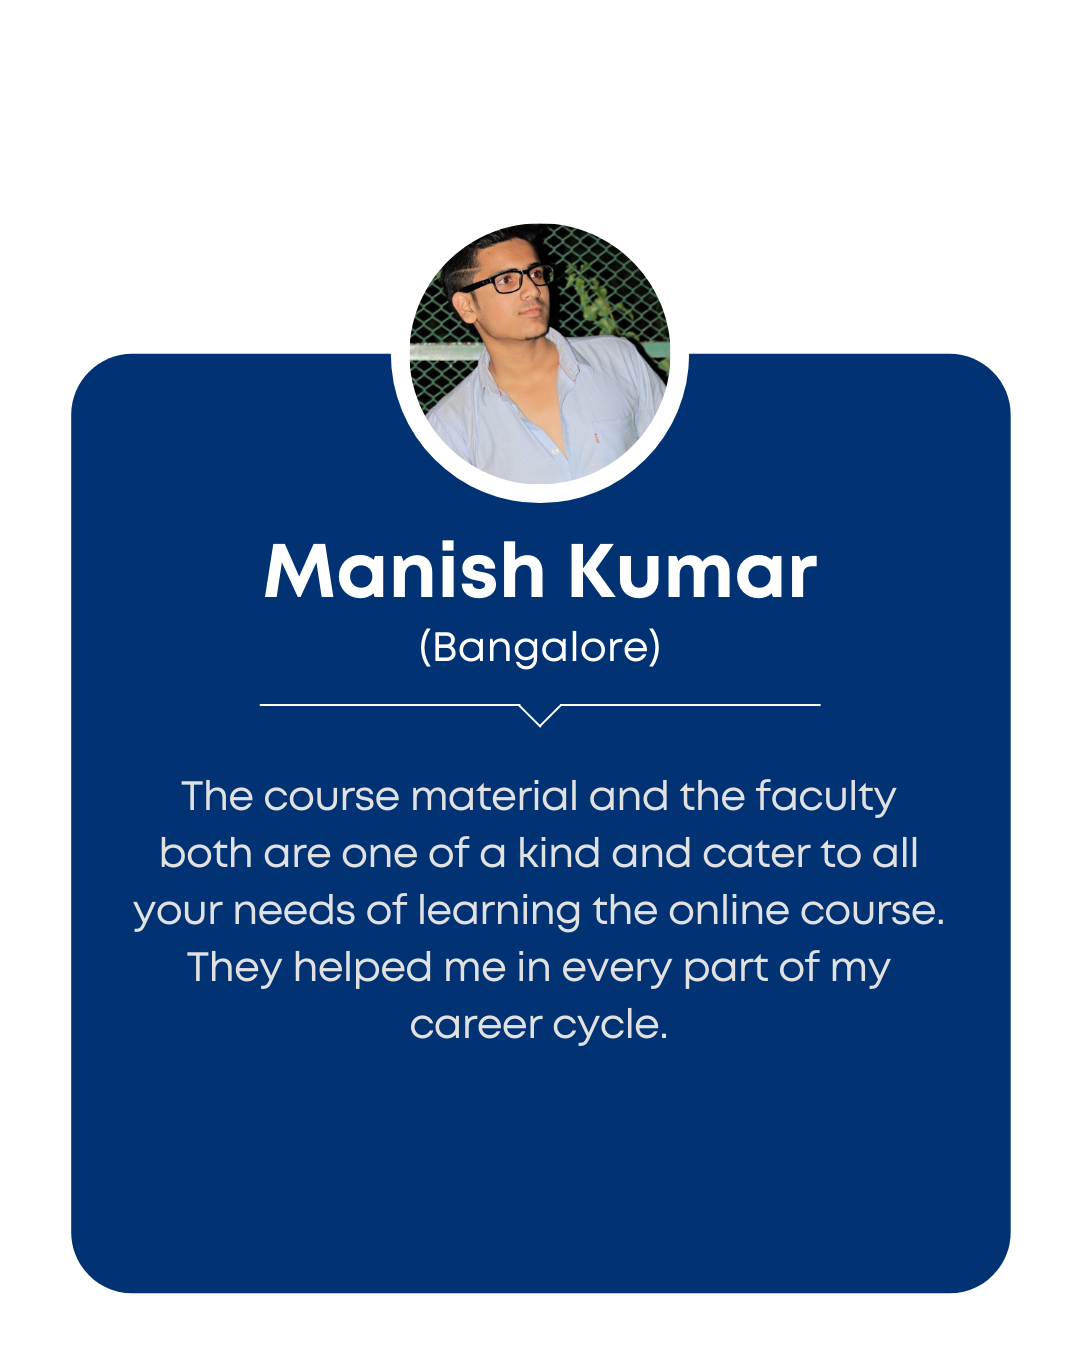 Manish Kumar
(Bangalore)
The course material and the faculty
both are one of a kind and cater to all
your needs of learning the online course.
They helped me in every part of my
career cycle.